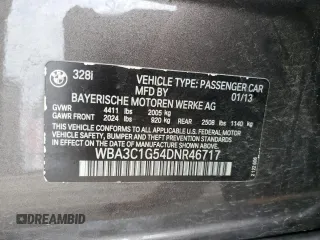 328i
VEHICLE TYPE: PASSENGER CAR
MFD BY
01/13
BAYERISCHE MOTOREN WERKE AG
GVWR 4411 lbs 2005 kg
GAWR FRONT 2024 lbs 920 kg REAR 2508 lbs 1140 kg
THIS VEHICLE CONFORMS TO ALL APPLICABLE U.S. FEDERAL MOTOR VEHICLE
SAFETY, BUMPER AND THEFT PREVENTION STANDARDS IN EFFECT ON THE
DATE OF MANUFACTURE SHOWN ABOVE.
WBA3C1G54DNR46717
DREAMBID